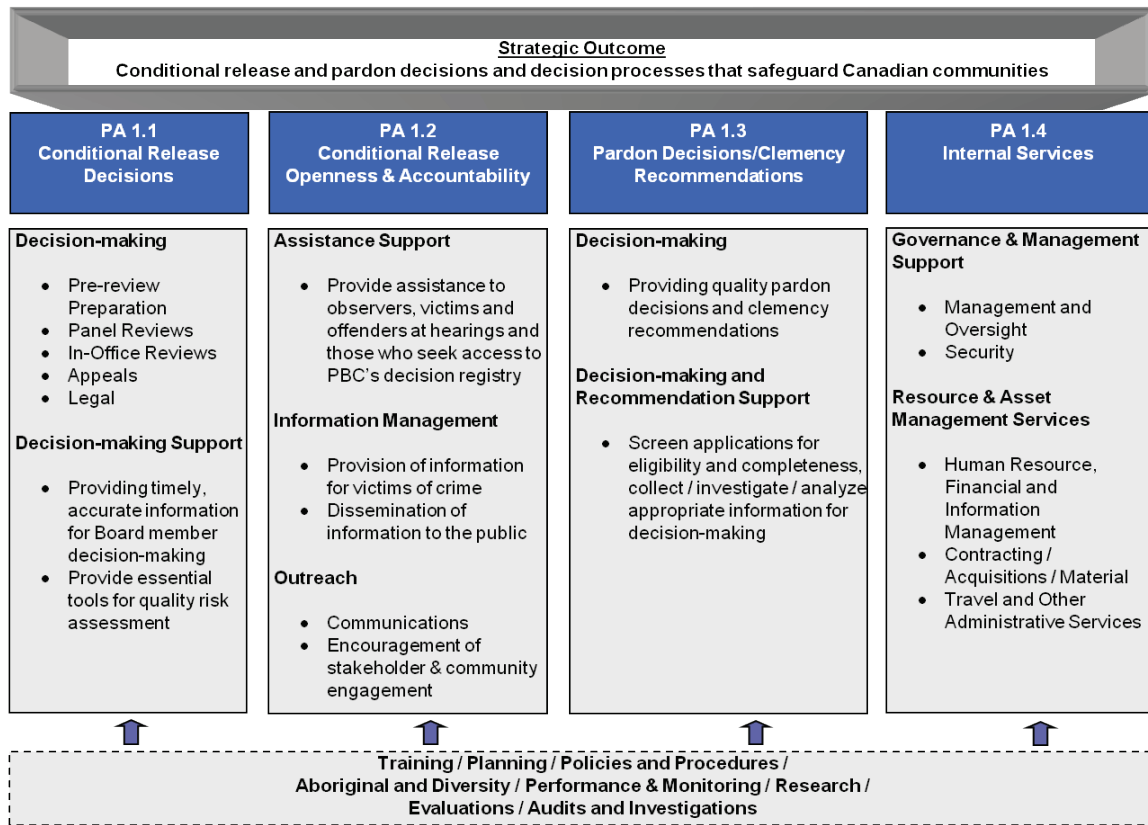 Strategic Outcome
Conditional release and pardon decisions and decision processes that safeguard Canadian communities
PA 1.1
Conditional Release
Decisions
PA 1.2
Conditional Release
Openness & Accountability
PA 1.3
Pardon Decisions/Clemency
Recommendations
PA 1.4
Internal Services
Decision-making
• Pre-review
Preparation
• Panel Reviews
• In-Office Reviews
• Appeals
• Legal
Decision-making Support
• Providing timely,
accurate information
for Board member
decision-making
• Provide essential
tools for quality risk
assessment
Assistance Support
• Provide assistance to
observers, victims and
offenders at hearings and
those who seek access to
PBC's decision registry
Information Management
• Provision of information
for victims of crime
• Dissemination of
information to the public
Outreach
• Communications
• Encouragement of
stakeholder & community
engagement
Decision-making
• Providing quality pardon
decisions and clemency
recommendations
Decision-making and
Recommendation Support
• Screen applications for
eligibility and completeness,
collect / investigate / analyze
appropriate information for
decision-making
Governance & Management
Support
• Management and
Oversight
• Security
Resource & Asset
Management Services
• Human Resource,
Financial and
Information
Management
• Contracting /
Acquisitions / Material
• Travel and Other
Administrative Services
Training / Planning / Policies and Procedures /
Aboriginal and Diversity / Performance & Monitoring / Research /
Evaluations / Audits and Investigations